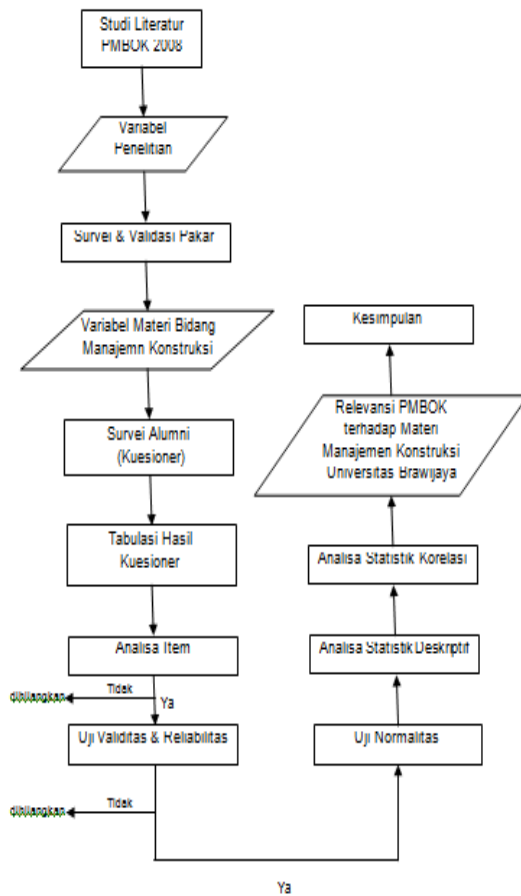 Studi Literatur
PMBOK 2008
Variabel
Penelitian
Survei & Validasi Pakar
Variabel Materi Bidang
Manajemn Konstruksi
Survei Alumni
(Kuesioner)
Tabulasi Hasil
Kuesioner
Analisa Item
Tidak
dihilangkan
Ya
Uji Validitas & Reliabilitas
Tidak
dihilangkan
Ya
Uji Normalitas
Analisa Statistik Deskriptif
Analisa Statistik Korelasi
Relevansi PMBOK
terhadap Materi
Manajemen Konstruksi
Universitas Brawijaya
Kesimpulan